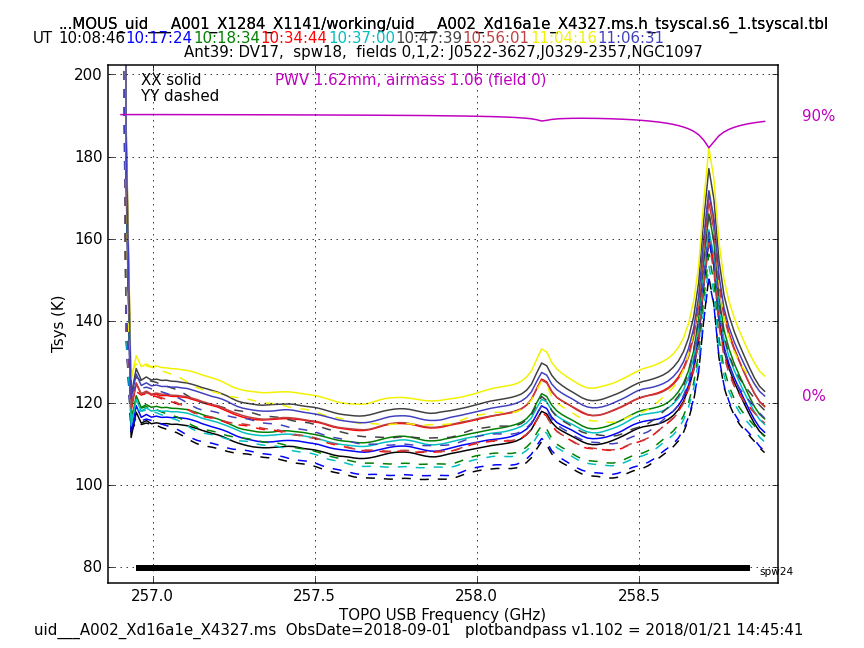 ...MOUS_uid___A001_X1284_X1141/working/uid___A002_Xd16a1e_X4327.ms.h_tsyscal.s6_1.tsyscal.tbl
UT 10:08:46 10:17:24 10:18:34 10:34:44 10:37:00 10:47:39 10:56:01 11:04:16 11:06:31
Ant39: DV17, spw18, fields 0,1,2: J0522-3627,J0329-2357,NGC1097
XX solid
YY dashed
PWV 1.62mm, airmass 1.06 (field 0)
200
180
160
140
120
100
80
Tsys (K)
90%
0%
spw24
257.0 257.5 258.0 258.5
TOPO USB Frequency (GHz)
uid___A002_Xd16a1e_X4327.ms ObsDate=2018-09-01 plotbandpass v1.102 = 2018/01/21 14:45:41